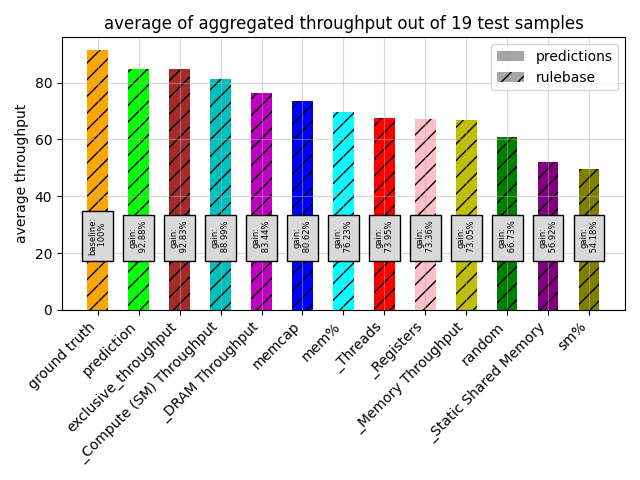 average of aggregated throughput out of 19 test samples
predictions
rulebase
average throughput
80
60
40
20
0
baseline:
100%
gain:
92.88%
gain:
92.83%
gain:
88.99%
gain:
83.44%
gain:
80.62%
gain:
76.23%
gain:
73.95%
gain:
73.36%
gain:
73.05%
gain:
66.73%
gain:
56.92%
gain:
54.18%
ground truth
prediction
exclusive_throughput
_Compute (SM) Throughput
_DRAM Throughput
memcap
mem%
_Threads
_Registers
_Memory Throughput
random
_Static Shared Memory
sm%